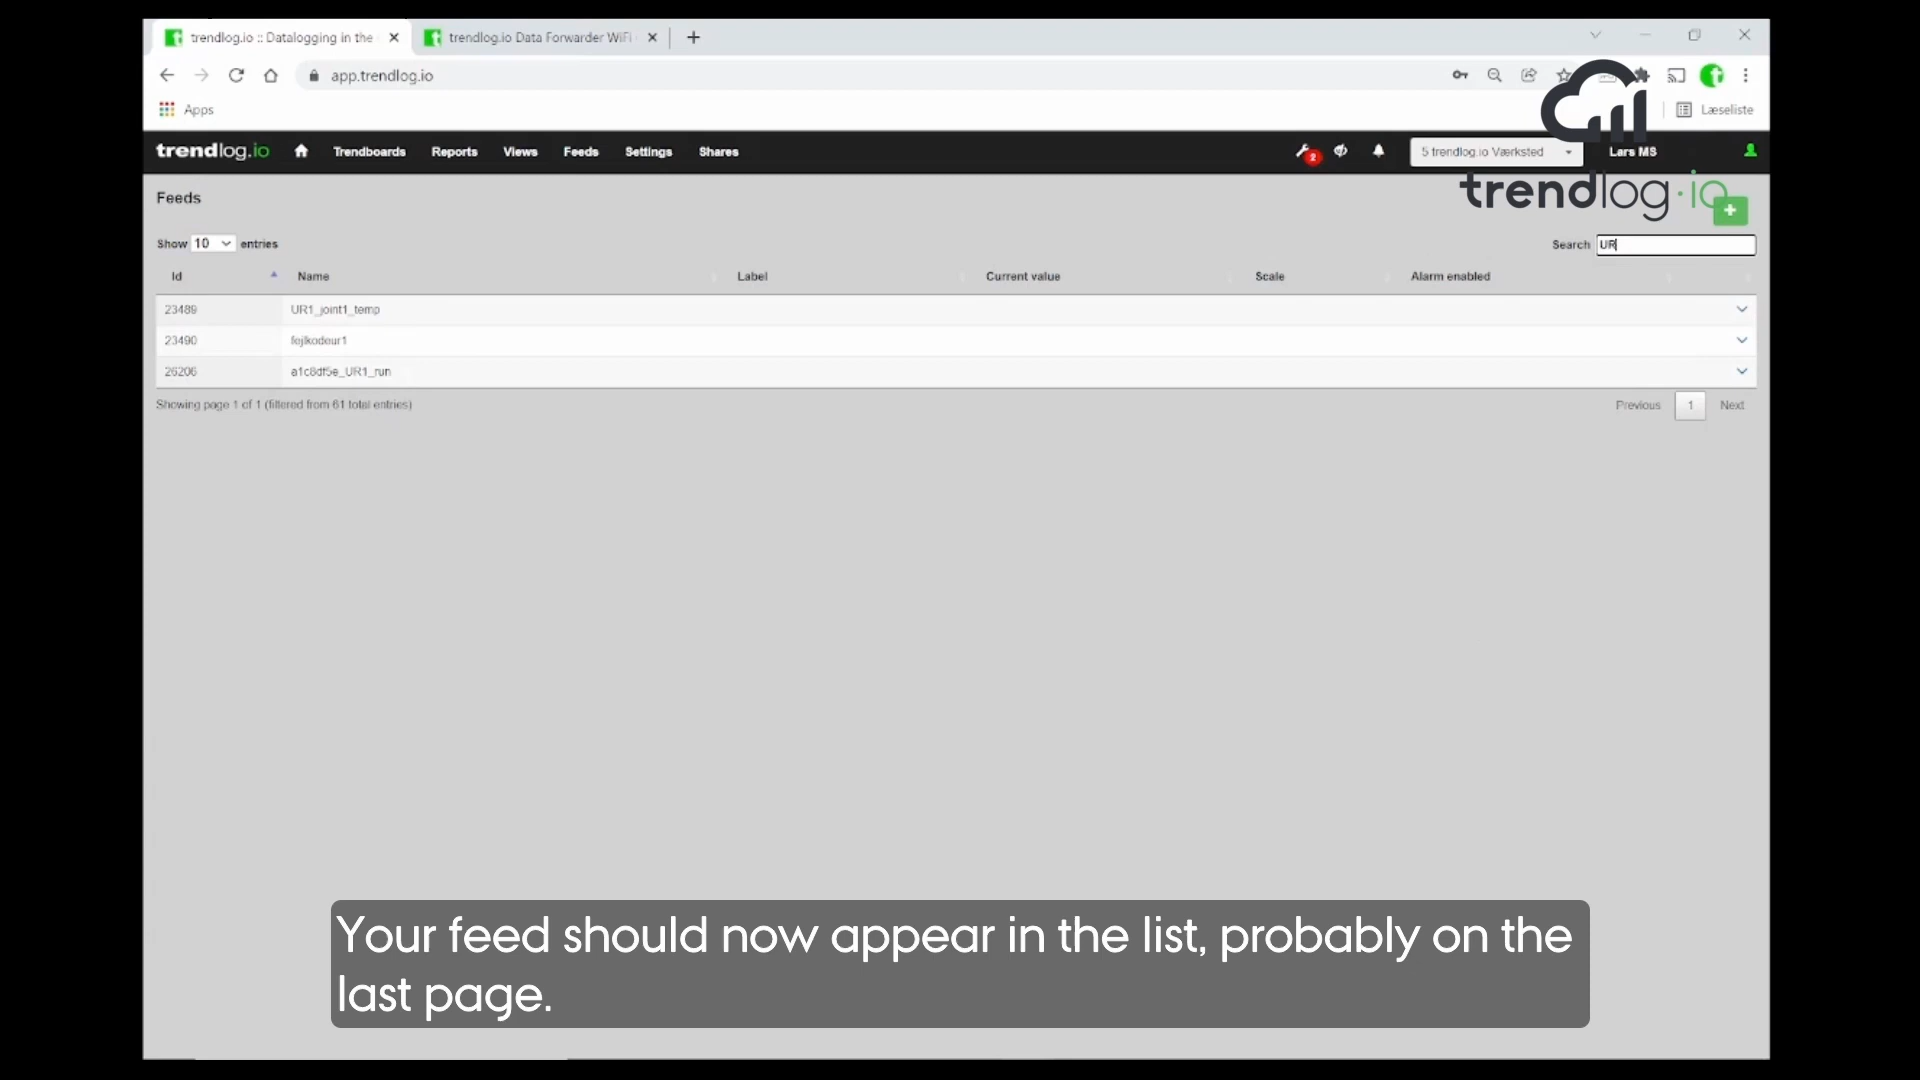 trendlog.io :: Datalogging in the
trendlog.io Data Forwarder WiFi
app.trendlog.io
Apps
Læseliste
trendlog.io Trendboards Reports Views Feeds Settings Shares 2 5 trendlog.io Værksted Lars MS
trendlog.io
Feeds
Show 10 entries
Search UR
Id Name Label Current value Scale Alarm enabled
23489 UR1_joint1_temp
23490 fejlkodeur1
26206 a1c8df5e_UR1_run
Showing page 1 of 1 (filtered from 61 total entries)
Previous 1 Next
Your feed should now appear in the list, probably on the
last page.